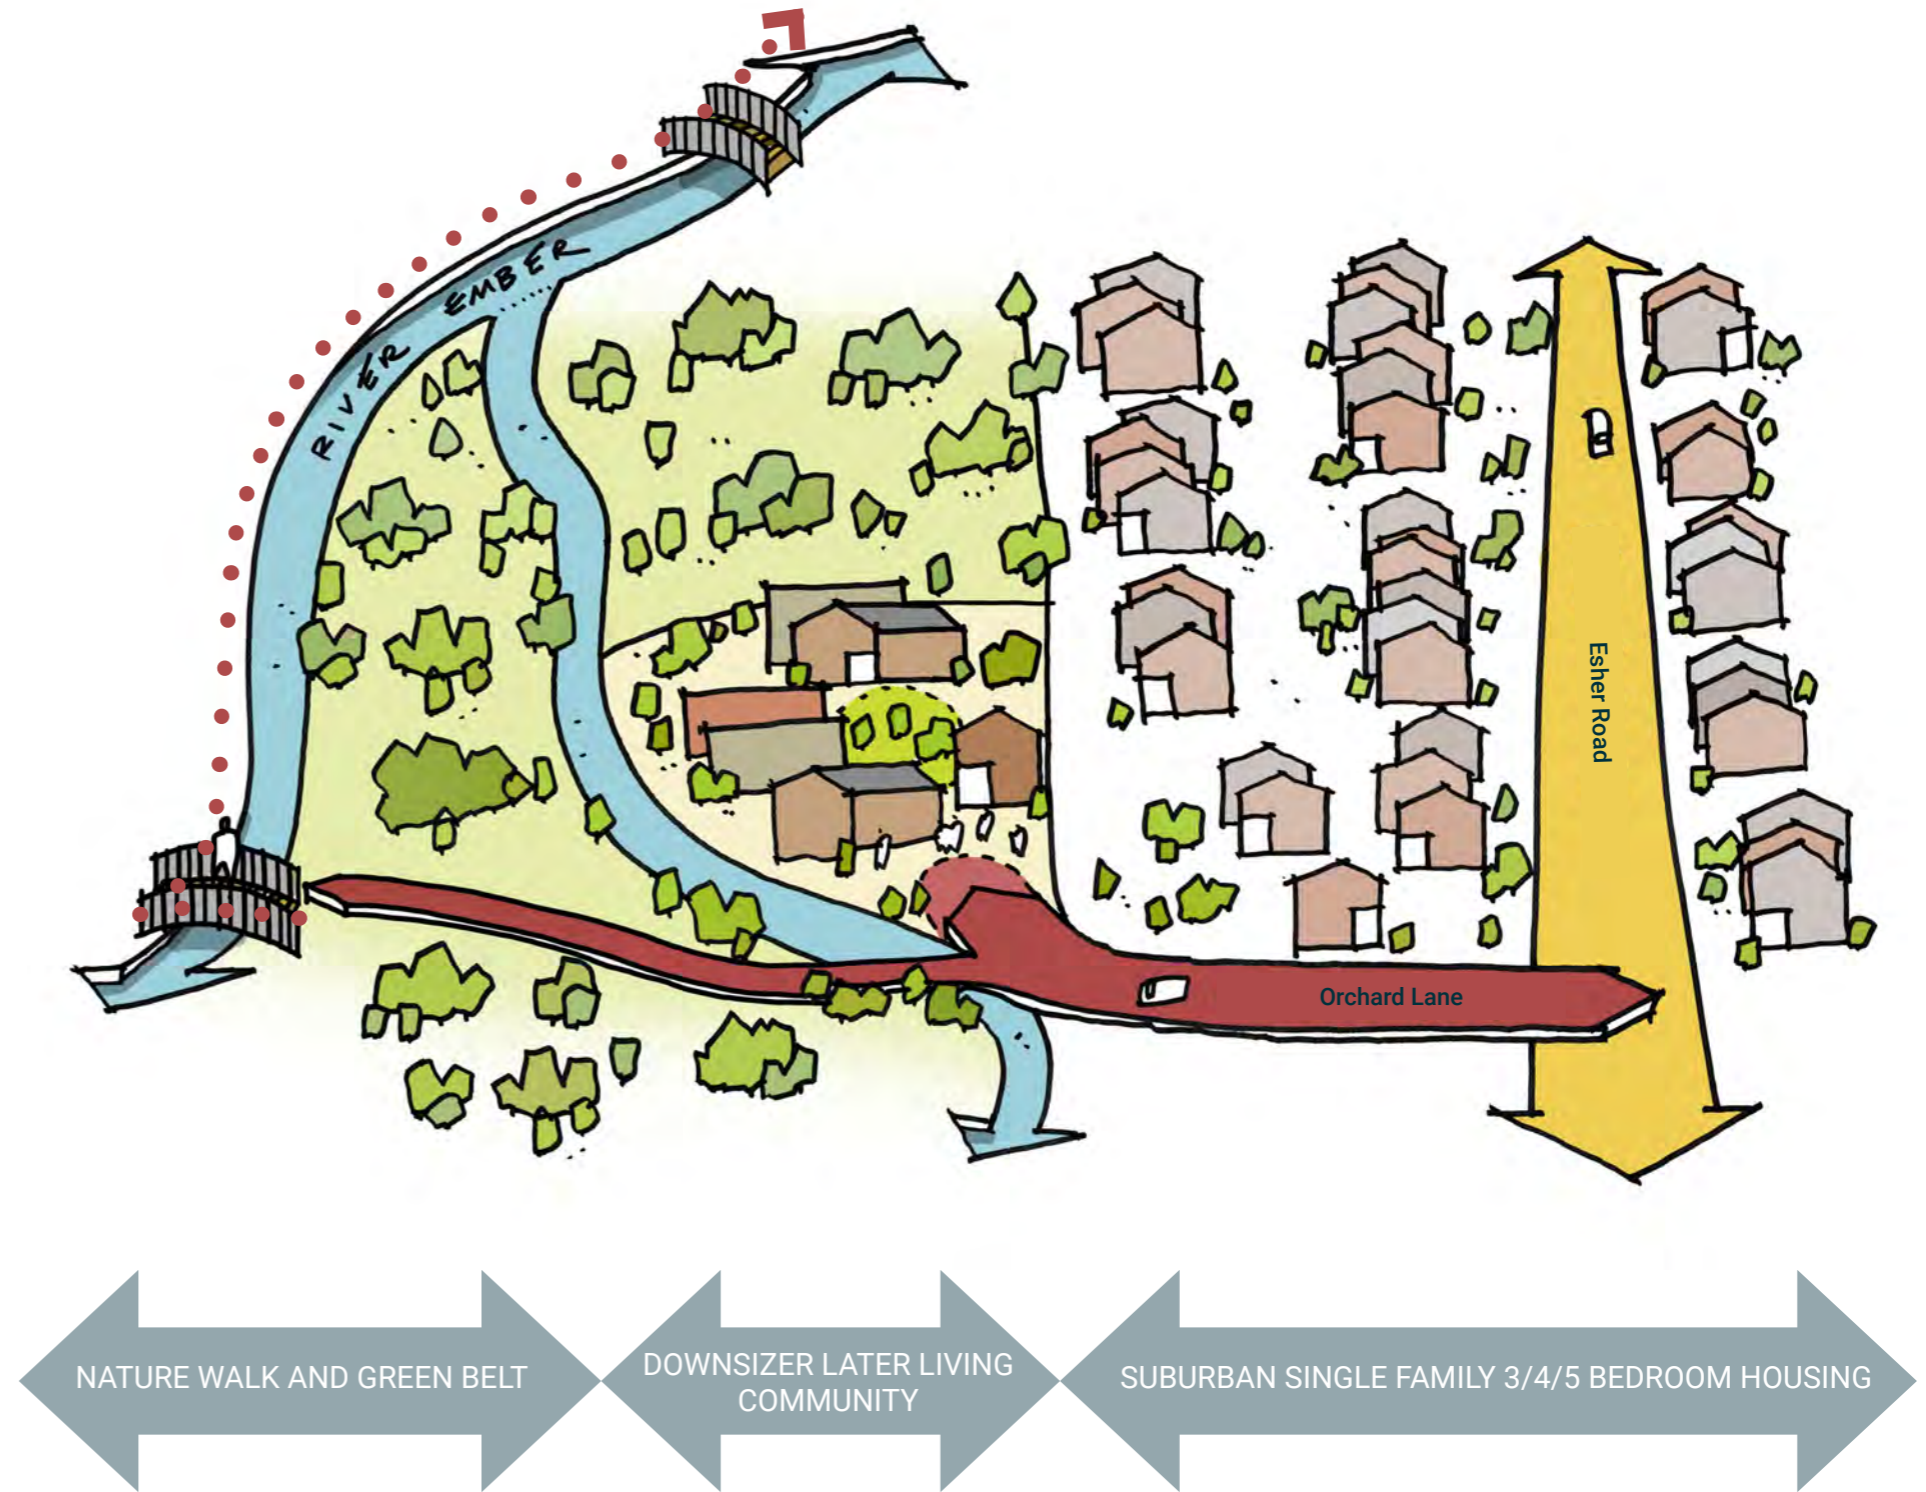 RIVER EMBER
Esher Road
Orchard Lane
NATURE WALK AND GREEN BELT
DOWNSIZER LATER LIVING
COMMUNITY
SUBURBAN SINGLE FAMILY 3/4/5 BEDROOM HOUSING